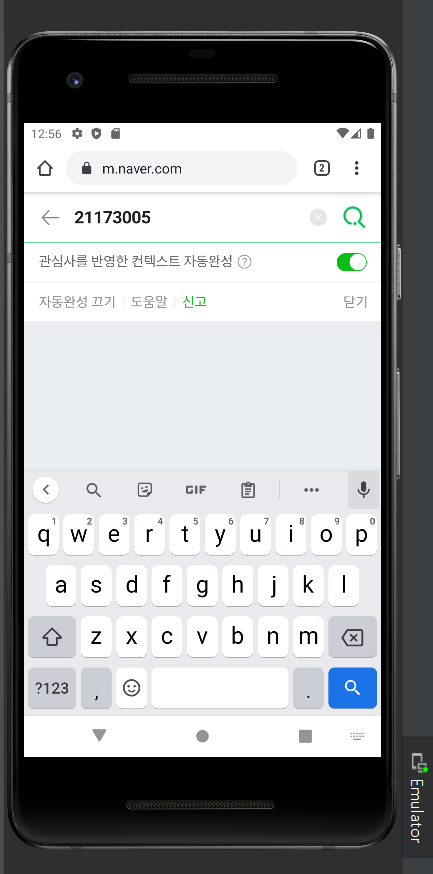 12:56
2
m.naver.com
21173005
관심사를 반영한 컨텍스트 자동완성 ?
자동완성 끄기 도움말 신고 닫기
GIF
1 2 3 4 5 6 7 8 9 0
q w e r t y u i o p
a s d f g h j k l
z x c v b n m
?123 , .
Emulator